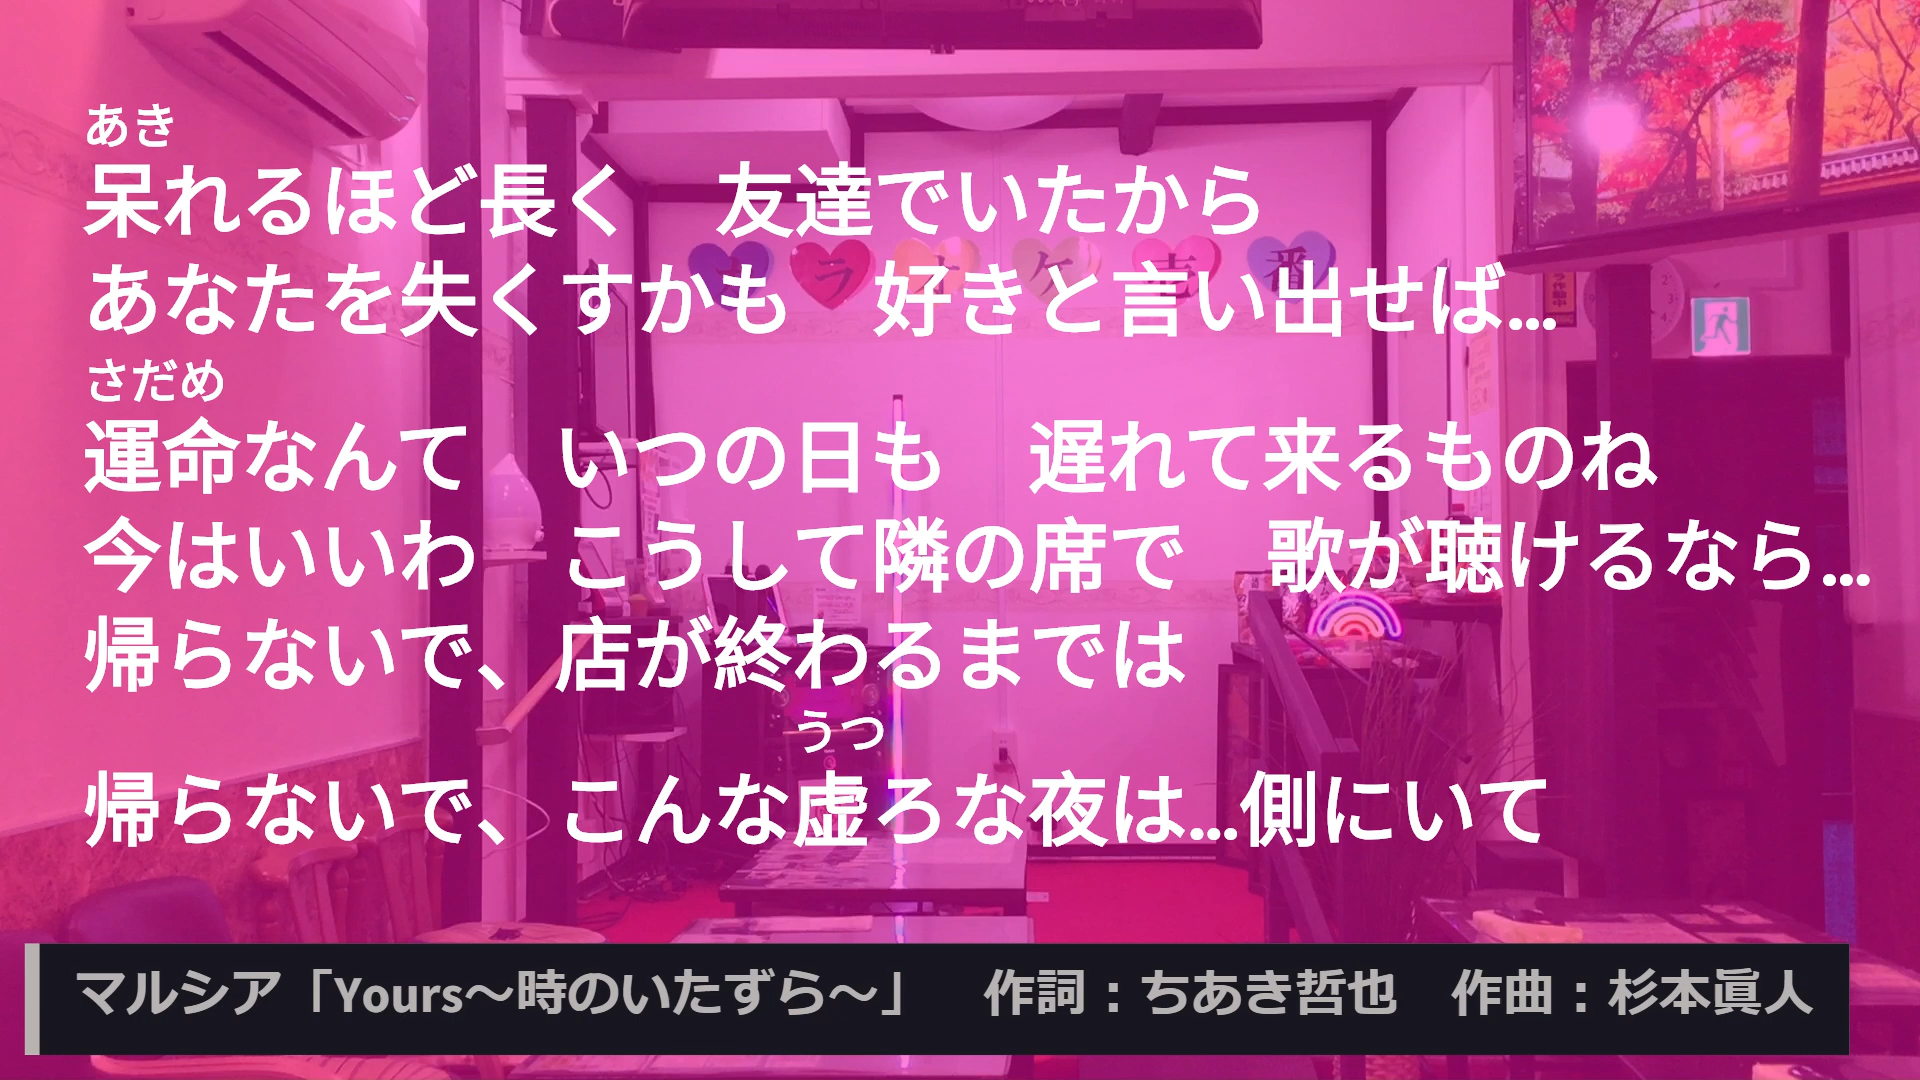 あき
呆れるほど長く　友達でいたから
あなたを失くすかも　好きと言い出せば…
さだめ
運命なんて　いつの日も　遅れて来るものね
今はいいわ　こうして隣の席で　歌が聴けるなら…
帰らないで、店が終わるまでは
うつ
帰らないで、こんな虚ろな夜は…側にいて
カラオケ壱番
マルシア「Yours～時のいたずら～」　作詞：ちあき哲也　作曲：杉本眞人